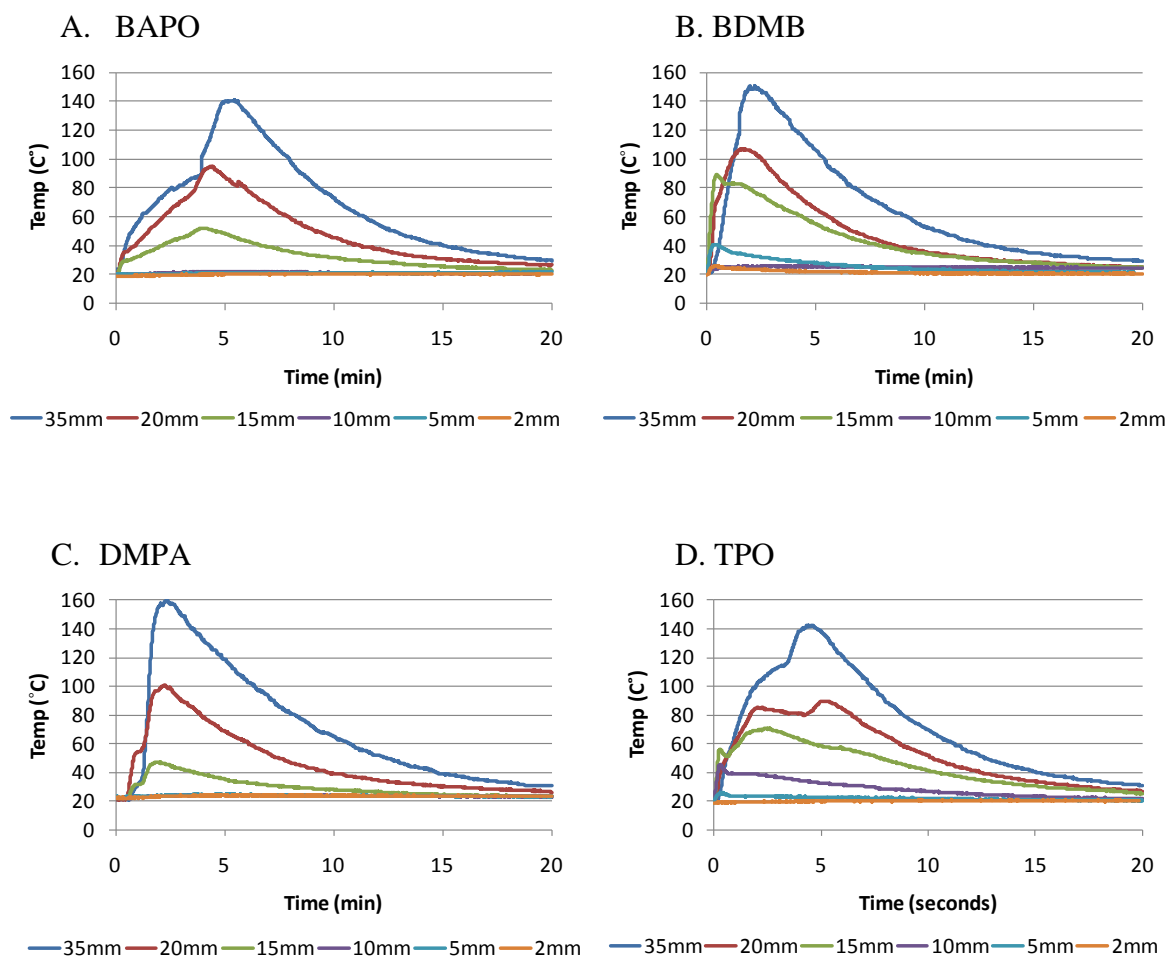 A. BAPO
160
140
120
100
80
60
40
20
0
Temp (C°)
0 5 10 15 20
Time (min)
35mm 20mm 15mm 10mm 5mm 2mm
B. BDMB
160
140
120
100
80
60
40
20
0
Temp (C°)
0 5 10 15 20
Time (min)
35mm 20mm 15mm 10mm 5mm 2mm
C. DMPA
160
140
120
100
80
60
40
20
0
Temp (°C)
0 5 10 15 20
Time (min)
35mm 20mm 15mm 10mm 5mm 2mm
D. TPO
160
140
120
100
80
60
40
20
0
Temp (C°)
0 5 10 15 20
Time (seconds)
35mm 20mm 15mm 10mm 5mm 2mm